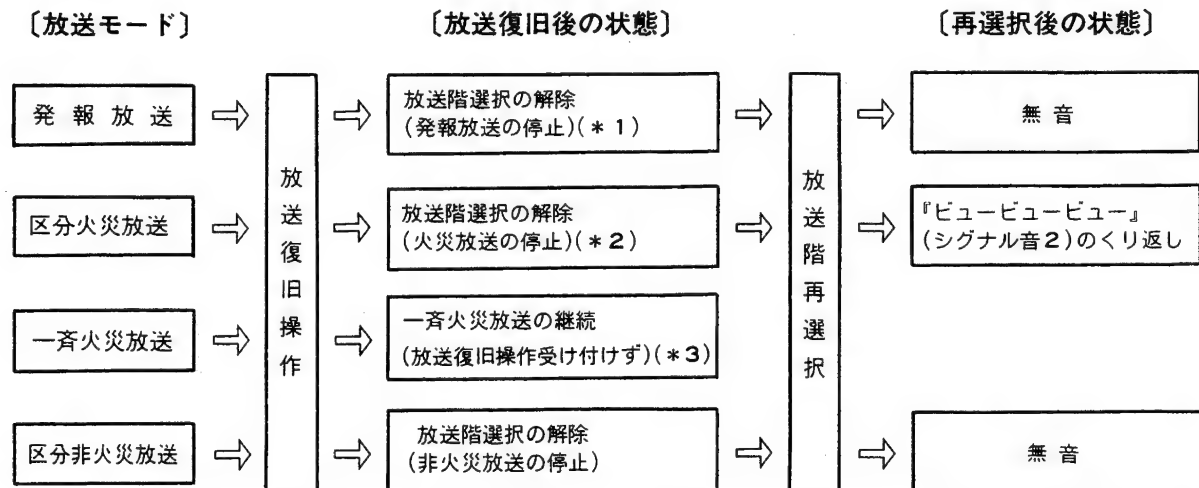 〔放送モード〕 〔放送復旧後の状態〕 〔再選択後の状態〕
発報放送
放送階選択の解除
(発報放送の停止)(*1)
無音
区分火災放送
放送階選択の解除
(火災放送の停止)(*2)
『ビュービュービュー』
(シグナル音2)のくり返し
一斉火災放送
一斉火災放送の継続
(放送復旧操作受け付けず)(*3)
区分非火災放送
放送階選択の解除
(非火災放送の停止)
無音
放送復旧操作
放送階再選択